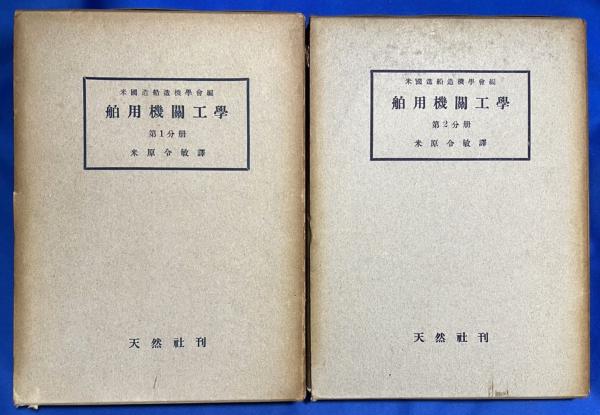 米國造船造機學會編
舶用機關工學
第1分册
米原令敏譯
天然社刊
米國造船造機學會編
舶用機關工學
第2分册
米原令敏譯
天然社刊